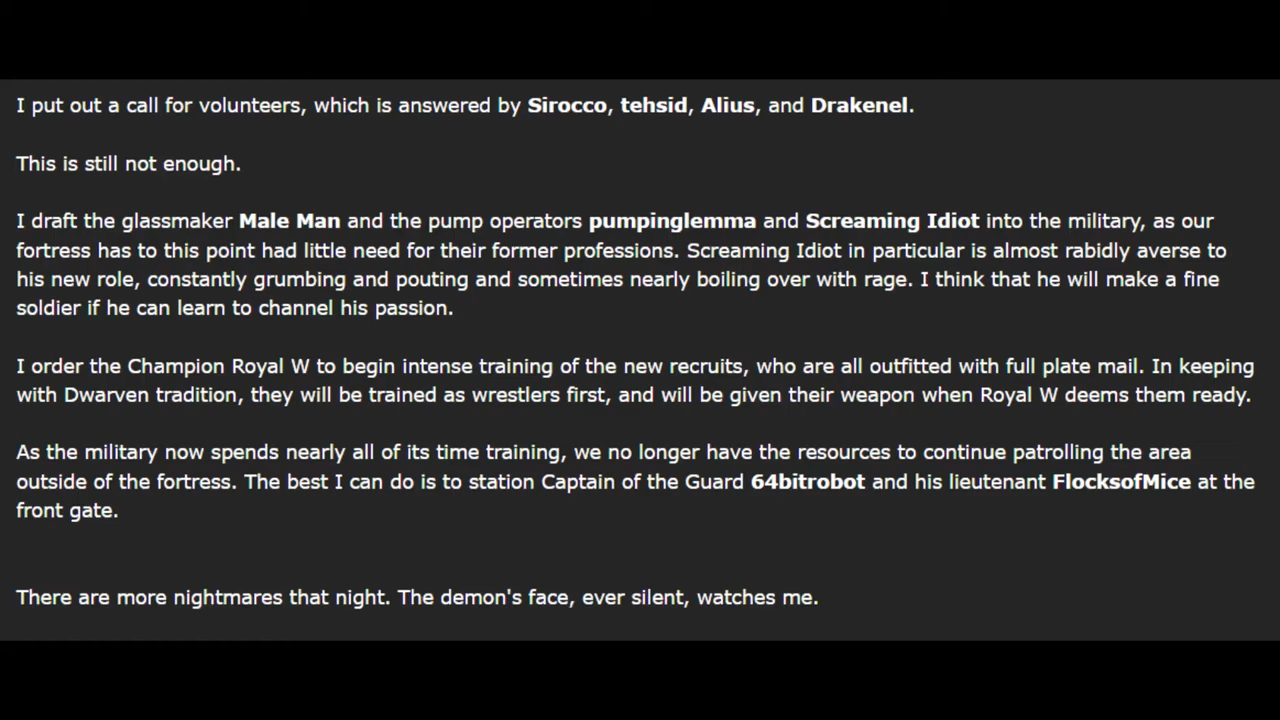 I put out a call for volunteers, which is answered by Sirocco, tehsid, Alius, and Drakenel.
This is still not enough.
I draft the glassmaker Male Man and the pump operators pumpinglemma and Screaming Idiot into the military, as our
fortress has to this point had little need for their former professions. Screaming Idiot in particular is almost rabidly averse to
his new role, constantly grumbing and pouting and sometimes nearly boiling over with rage. I think that he will make a fine
soldier if he can learn to channel his passion.
I order the Champion Royal W to begin intense training of the new recruits, who are all outfitted with full plate mail. In keeping
with Dwarven tradition, they will be trained as wrestlers first, and will be given their weapon when Royal W deems them ready.
As the military now spends nearly all of its time training, we no longer have the resources to continue patrolling the area
outside of the fortress. The best I can do is to station Captain of the Guard 64bitrobot and his lieutenant FlocksofMice at the
front gate.
There are more nightmares that night. The demon's face, ever silent, watches me.